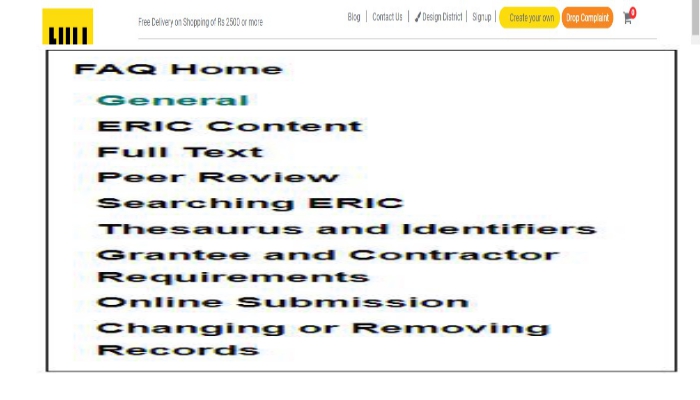 Free Delivery on Shopping of Rs 2500 or more
Blog
Contact Us
Design District
Signup
Create your own
Drop Complaint
0
FAQ Home
General
ERIC Content
Full Text
Peer Review
Searching ERIC
Thesaurus and Identifiers
Grantee and Contractor
Requirements
Online Submission
Changing or Removing
Records